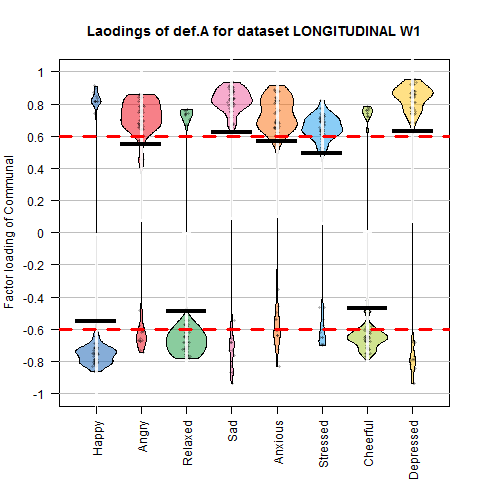 Laodings of def.A for dataset LONGITUDINAL W1
Factor loading of Communal
1
0.8
0.6
0.4
0.2
0
-0.2
-0.4
-0.6
-0.8
-1
Happy
Angry
Relaxed
Sad
Anxious
Stressed
Cheerful
Depressed